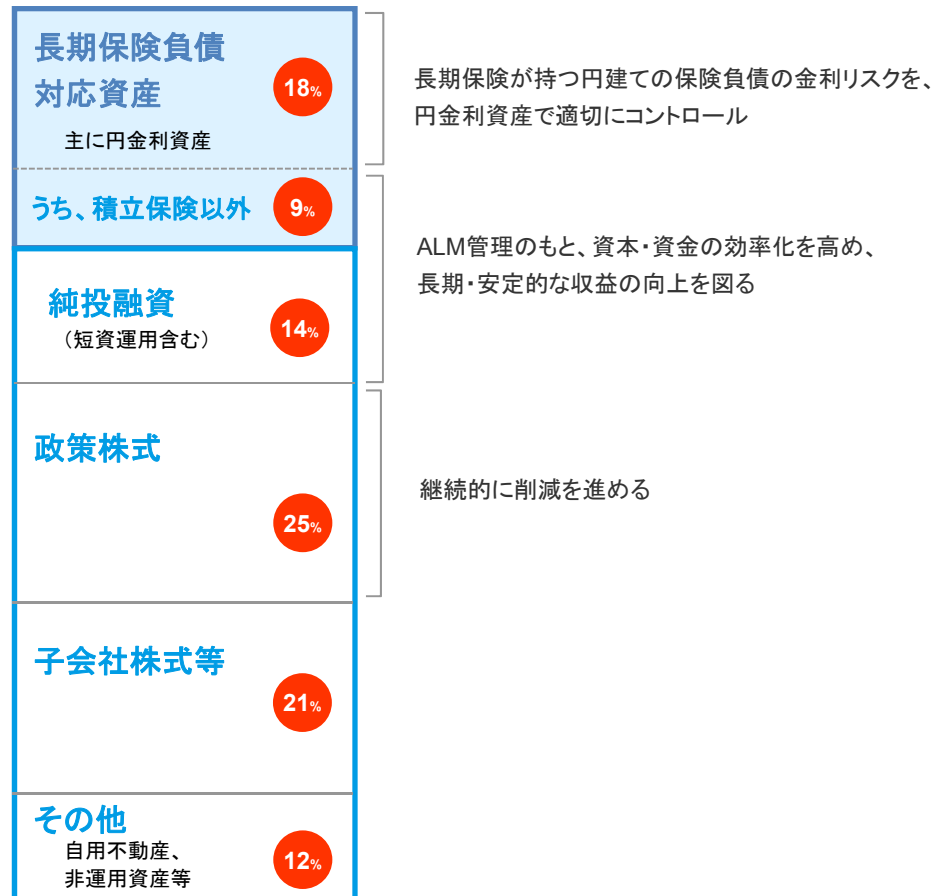 長期保険負債
対応資産
18%
主に円金利資産
長期保険が持つ円建ての保険負債の金利リスクを、
円金利資産で適切にコントロール
うち、積立保険以外
9%
ALM管理のもと、資本・資金の効率化を高め、
長期・安定的な収益の向上を図る
純投融資
(短資運用含む)
14%
政策株式
25%
継続的に削減を進める
子会社株式等
21%
その他
自用不動産、
非運用資産等
12%